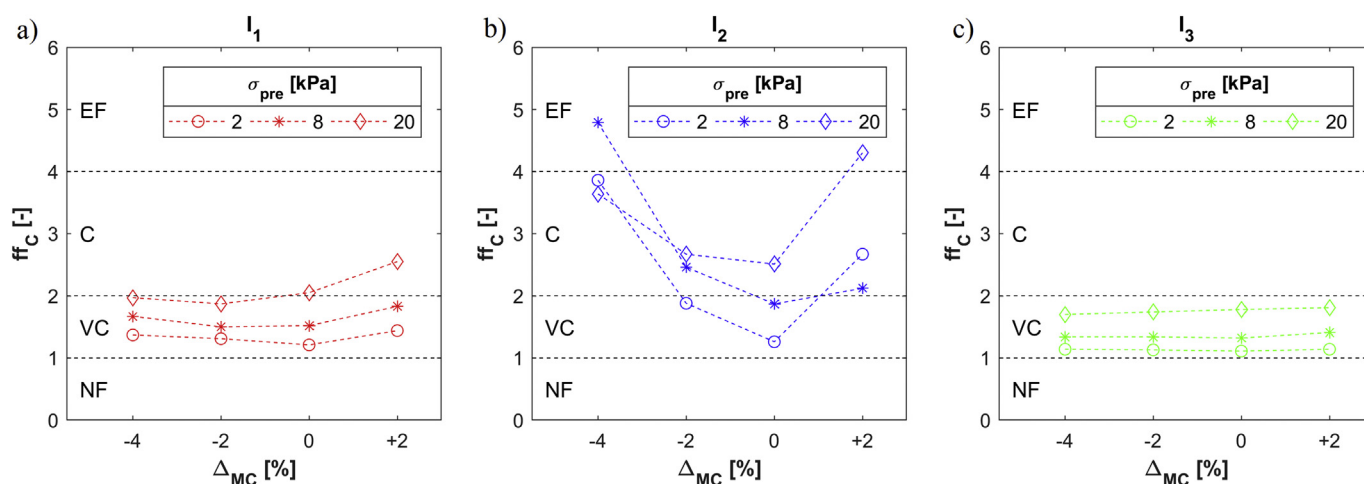 a)
I1
ffC [-]
6
5
4
3
2
1
0
EF
C
VC
NF
σpre [kPa]
2 8 20
-4 -2 0 +2
ΔMC [%]
b)
I2
ffC [-]
6
5
4
3
2
1
0
EF
C
VC
NF
σpre [kPa]
2 8 20
-4 -2 0 +2
ΔMC [%]
c)
I3
ffC [-]
6
5
4
3
2
1
0
EF
C
VC
NF
σpre [kPa]
2 8 20
-4 -2 0 +2
ΔMC [%]